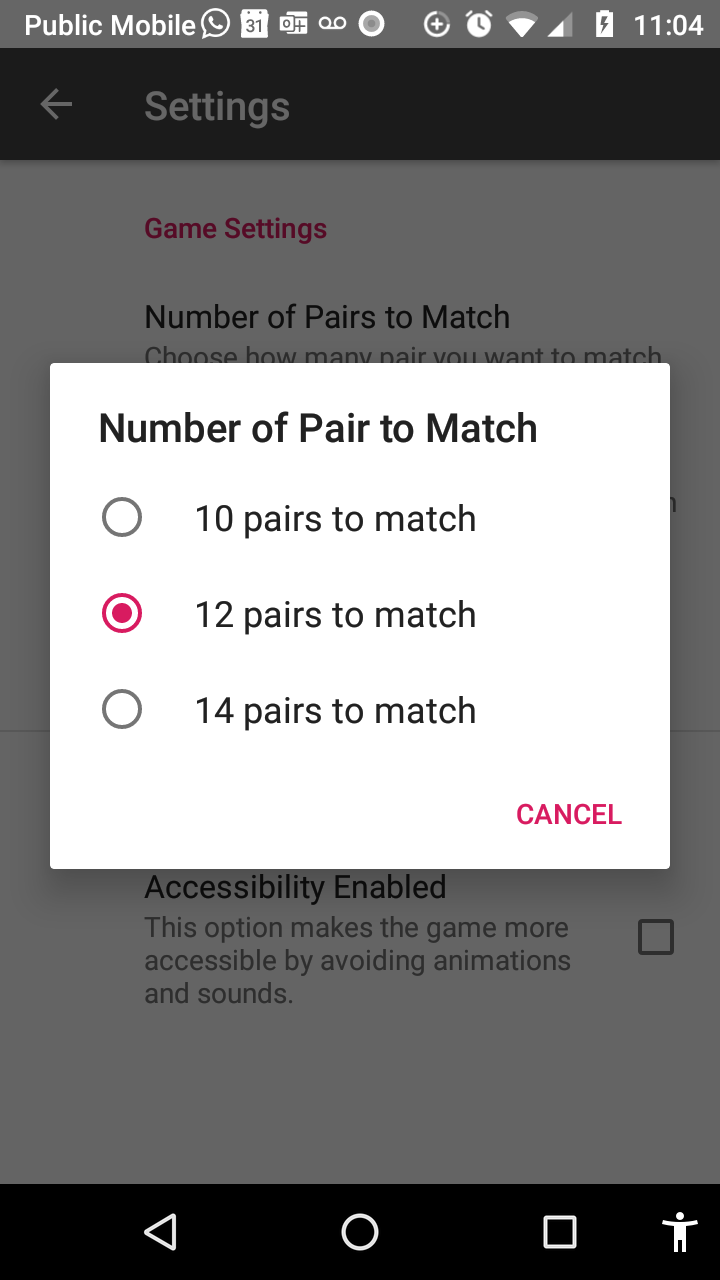 Public Mobile 31 11:04
Settings
Game Settings
Number of Pairs to Match
Choose how many pair you want to match
Number of Pair to Match
10 pairs to match
12 pairs to match
14 pairs to match
CANCEL
Accessibility Enabled
This option makes the game more
accessible by avoiding animations
and sounds.